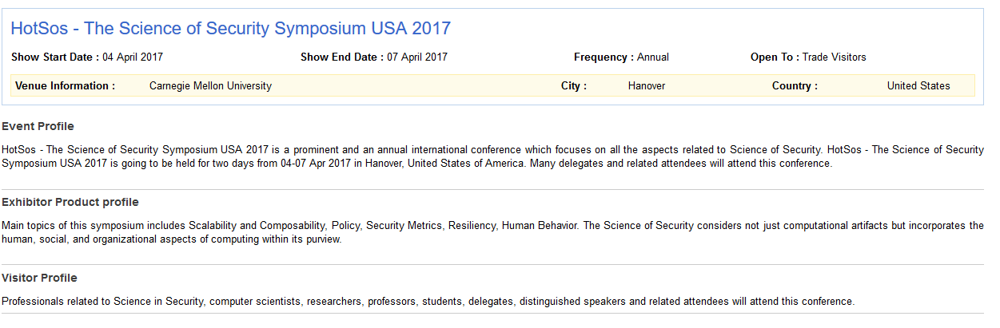 HotSos - The Science of Security Symposium USA 2017
Show Start Date : 04 April 2017 Show End Date : 07 April 2017 Frequency : Annual Open To : Trade Visitors
Venue Information : Carnegie Mellon University City : Hanover Country : United States
Event Profile
HotSos - The Science of Security Symposium USA 2017 is a prominent and an annual international conference which focuses on all the aspects related to Science of Security. HotSos - The Science of Security
Symposium USA 2017 is going to be held for two days from 04-07 Apr 2017 in Hanover, United States of America. Many delegates and related attendees will attend this conference.
Exhibitor Product profile
Main topics of this symposium includes Scalability and Composability, Policy, Security Metrics, Resiliency, Human Behavior. The Science of Security considers not just computational artifacts but incorporates the
human, social, and organizational aspects of computing within its purview.
Visitor Profile
Professionals related to Science in Security, computer scientists, researchers, professors, students, delegates, distinguished speakers and related attendees will attend this conference.